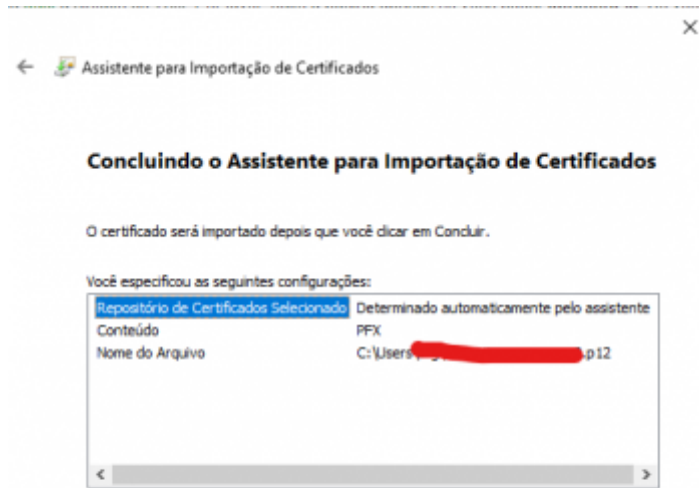 Assistente para Importação de Certificados
Concluindo o Assistente para Importação de Certificados
O certificado será importado depois que você clicar em Concluir.
Você especificou as seguintes configurações:
Repositório de Certificados Selecionado Determinado automaticamente pelo assistente
Conteúdo PFX
Nome do Arquivo C:\Users .p12